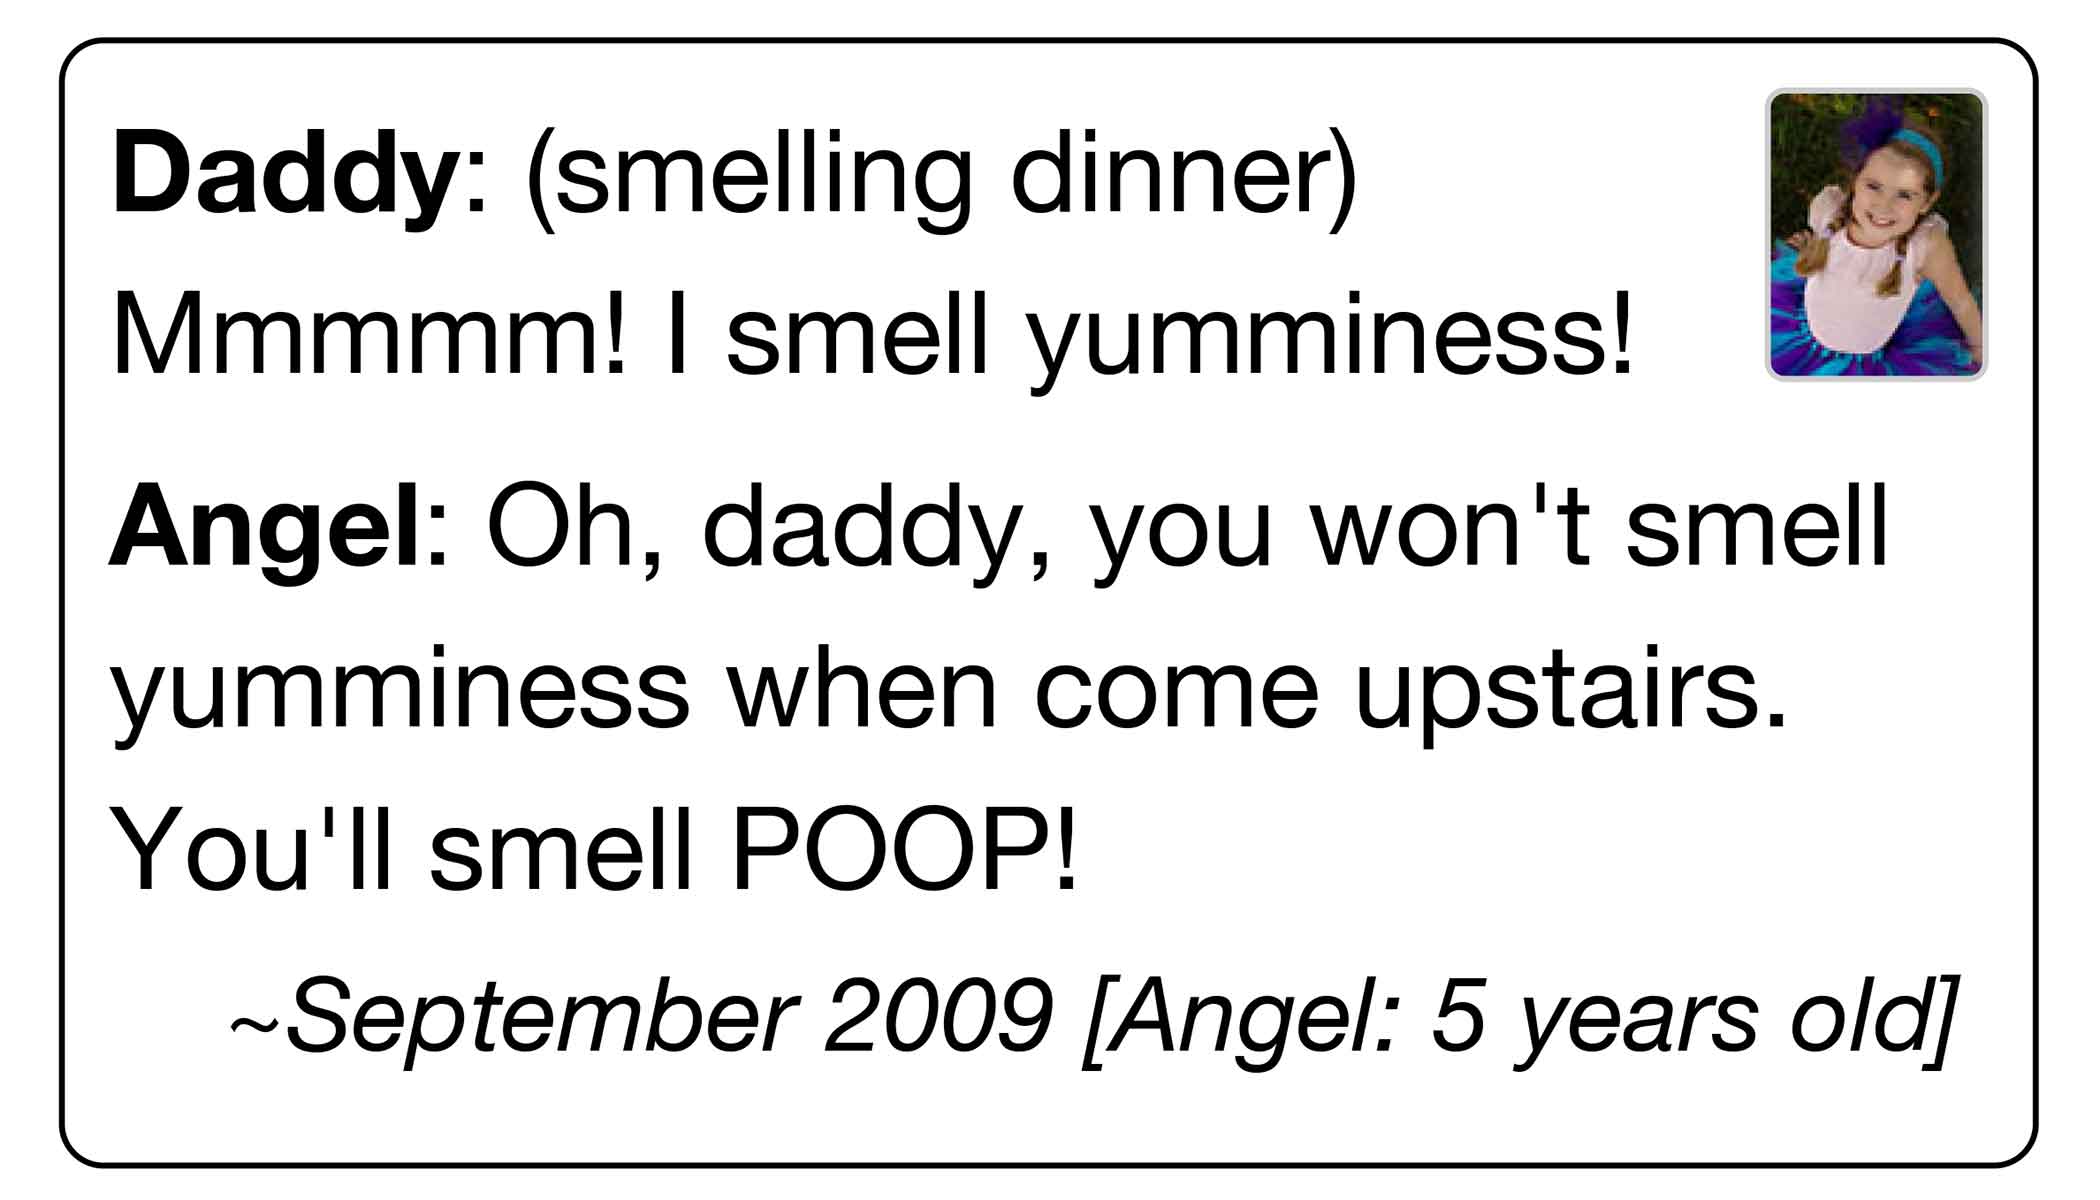 Daddy: (smelling dinner)
Mmmmm! I smell yumminess!
Angel: Oh, daddy, you won't smell
yumminess when come upstairs.
You'll smell POOP!
~September 2009 [Angel: 5 years old]